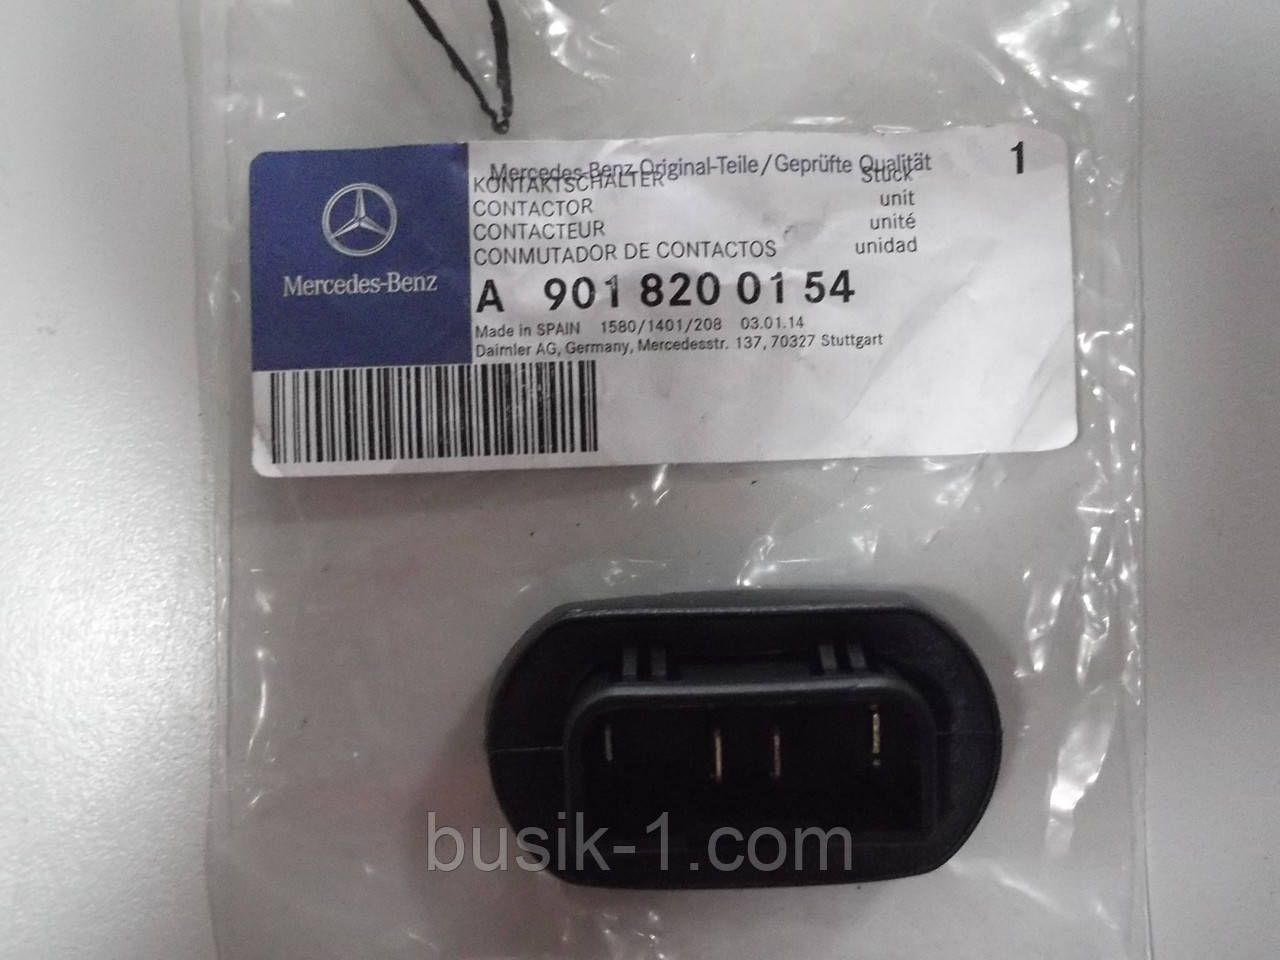 Mercedes-Benz Original-Teile/Geprüfte Qualität 1
KONTAKTSCHALTER Stück
CONTACTOR unit
CONTACTEUR unité
CONMUTADOR DE CONTACTOS unidad
Mercedes-Benz
A 901 820 01 54
Made in SPAIN 1580/1401/208 03.01.14
Daimler AG, Germany, Mercedesstr. 137, 70327 Stuttgart
busik-1.com